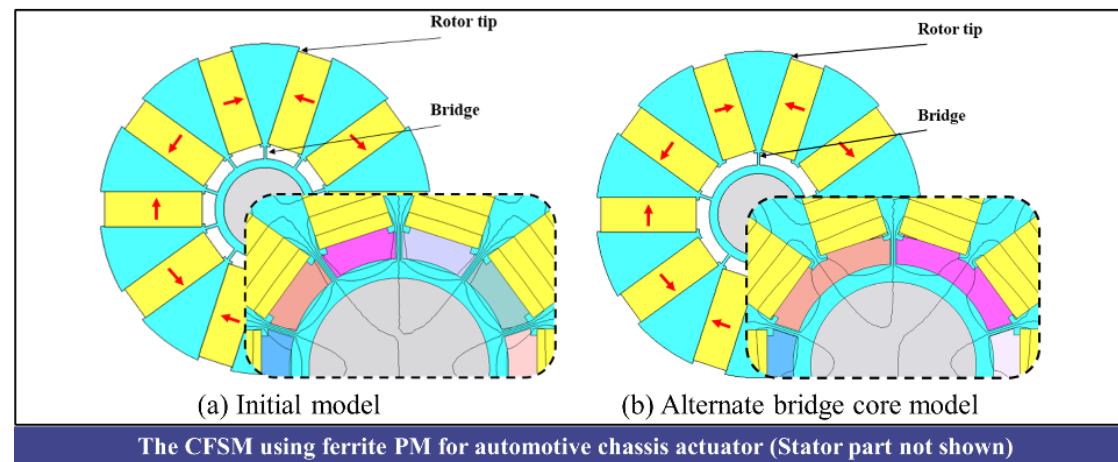 Rotor tip
Bridge
Rotor tip
Bridge
(a) Initial model
(b) Alternate bridge core model
The CFSM using ferrite PM for automotive chassis actuator (Stator part not shown)